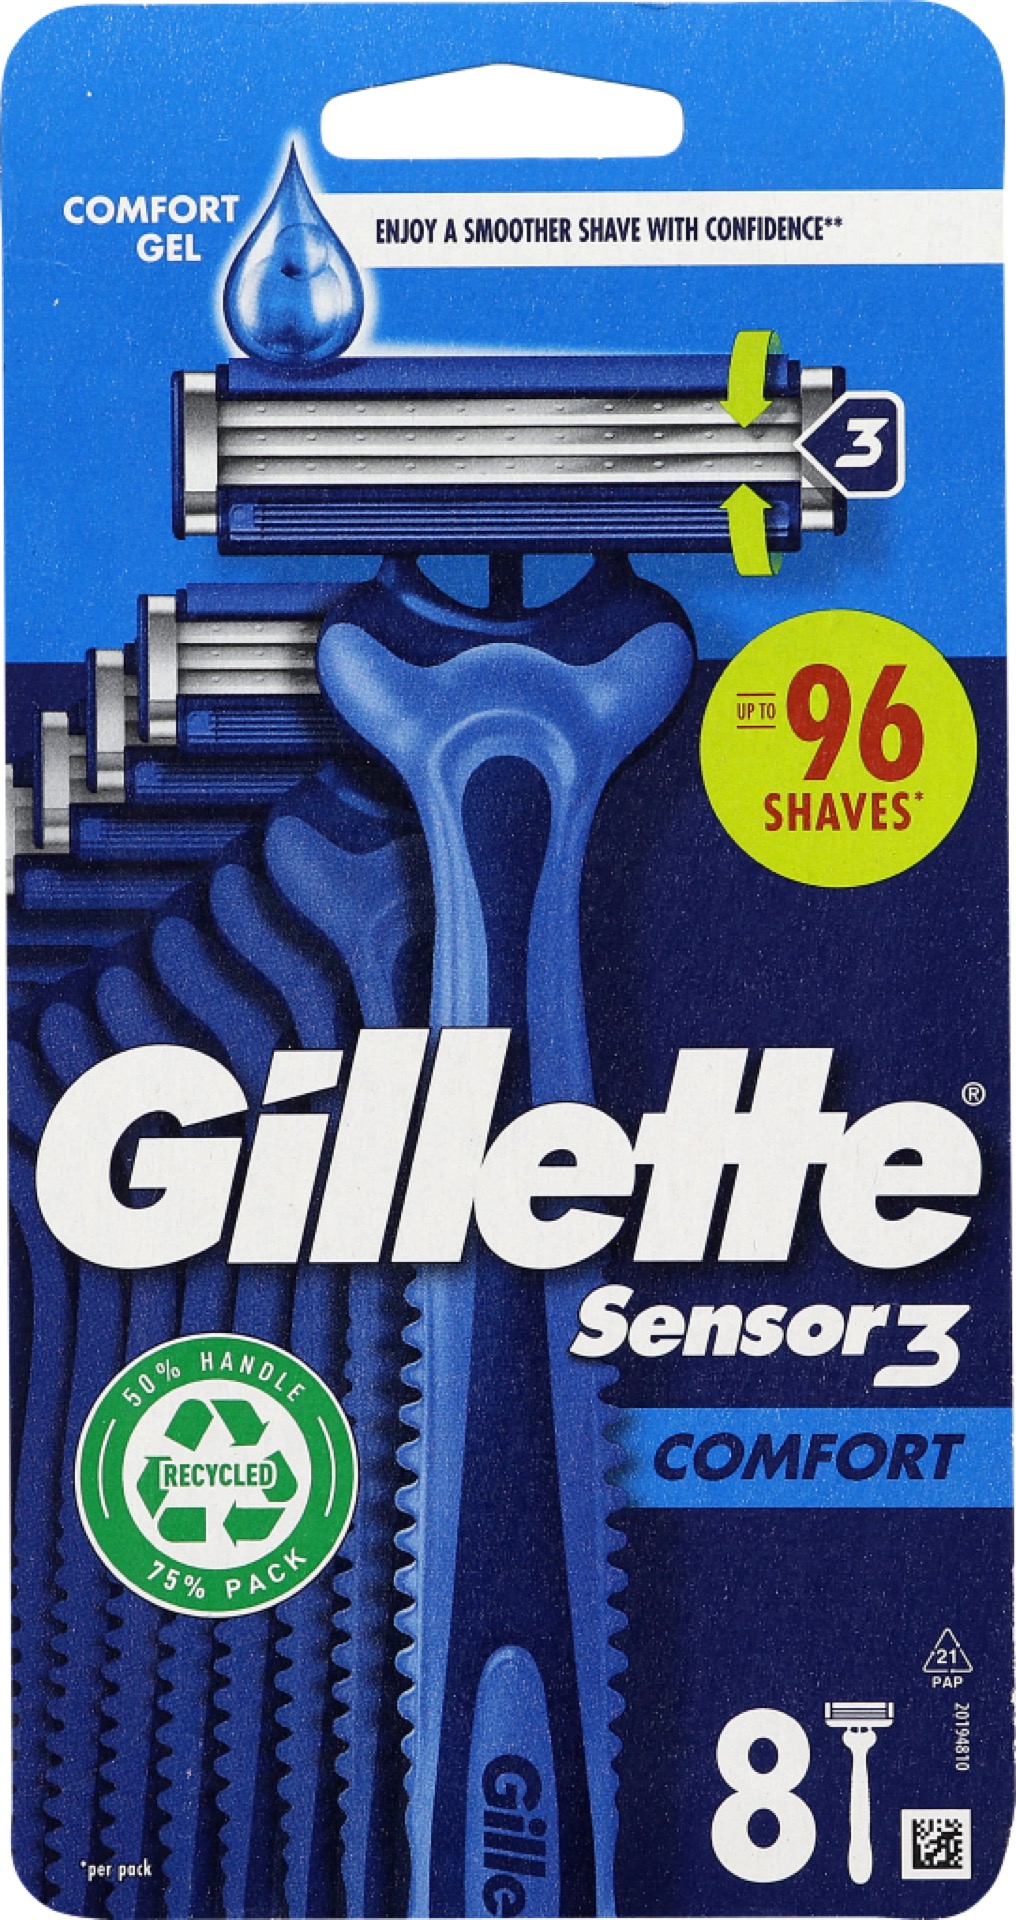 COMFORT
GEL
ENJOY A SMOOTHER SHAVE WITH CONFIDENCE**
3
UP TO
96
SHAVES*
Gillette®
Sensor3
COMFORT
50% HANDLE
RECYCLED
75% PACK
21
PAP
20194810
8
Gille
*per pack